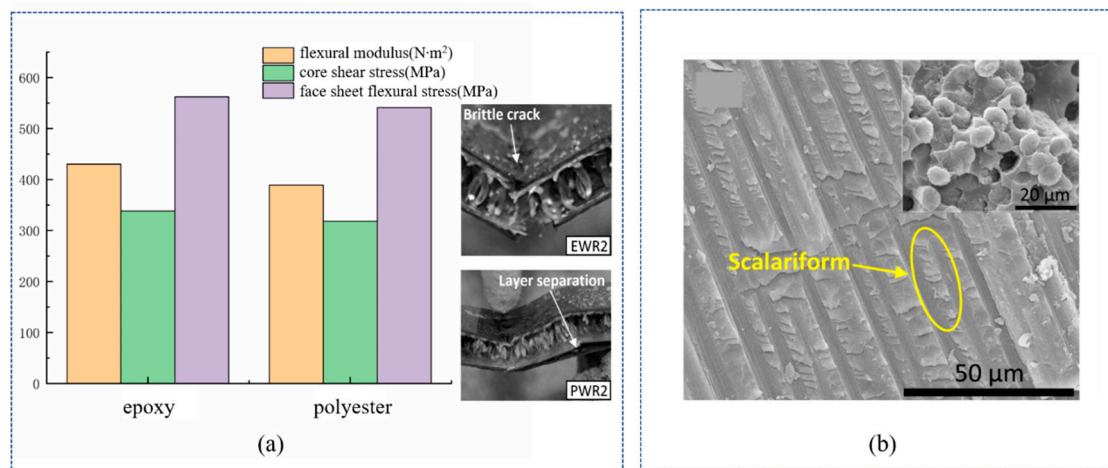 flexural modulus(N·m²)
core shear stress(MPa)
face sheet flexural stress(MPa)
600
500
400
300
200
100
0
epoxy
polyester
Brittle crack
EWR2
Layer separation
PWR2
(a)
20 µm
Scalariform
50 µm
(b)